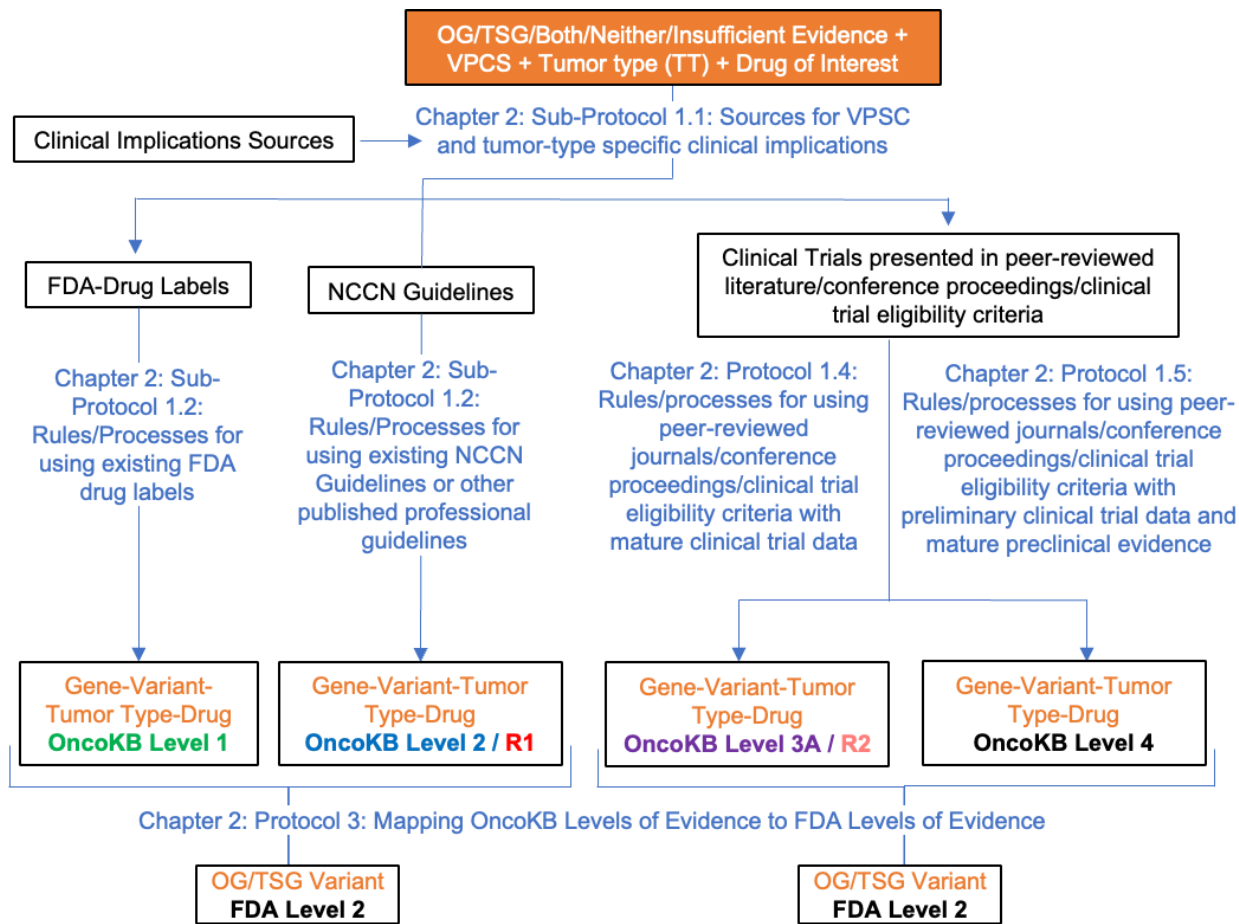 OG/TSG/Both/Neither/Insufficient Evidence +
VPCS + Tumor type (TT) + Drug of Interest
Clinical Implications Sources
Chapter 2: Sub-Protocol 1.1: Sources for VPSC
and tumor-type specific clinical implications
FDA-Drug Labels
NCCN Guidelines
Clinical Trials presented in peer-reviewed
literature/conference proceedings/clinical
trial eligibility criteria
Chapter 2: Sub-
Protocol 1.2:
Rules/Processes for
using existing FDA
drug labels
Chapter 2: Sub-
Protocol 1.2:
Rules/Processes for
using existing NCCN
Guidelines or other
published professional
guidelines
Chapter 2: Protocol 1.4:
Rules/processes for using
peer-reviewed
journals/conference
proceedings/clinical trial
eligibility criteria with
mature clinical trial data
Chapter 2: Protocol 1.5:
Rules/processes for using peer-
reviewed journals/conference
proceedings/clinical trial
eligibility criteria with
preliminary clinical trial data and
mature preclinical evidence
Gene-Variant-
Tumor Type-Drug
OncoKB Level 1
Gene-Variant-Tumor
Type-Drug
OncoKB Level 2 / R1
Gene-Variant-Tumor
Type-Drug
OncoKB Level 3A / R2
Gene-Variant-Tumor
Type-Drug
OncoKB Level 4
Chapter 2: Protocol 3: Mapping OncoKB Levels of Evidence to FDA Levels of Evidence
OG/TSG Variant
FDA Level 2
OG/TSG Variant
FDA Level 2